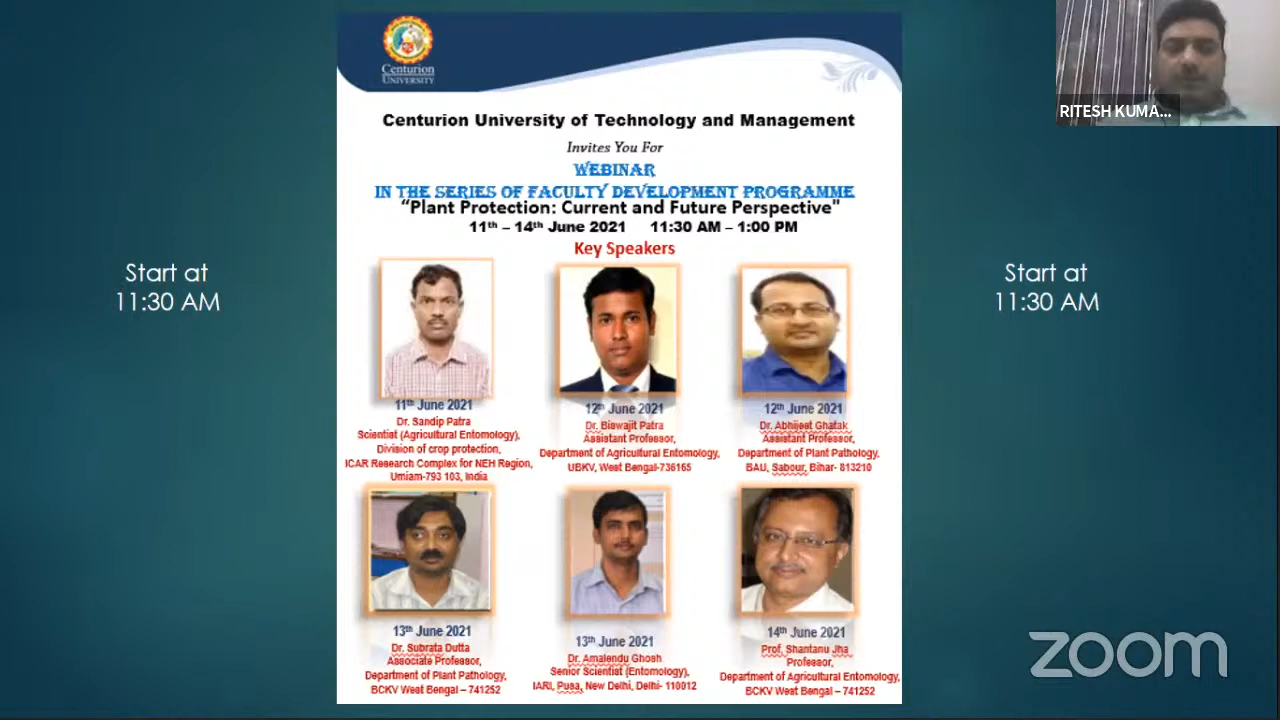 Centurion
UNIVERSITY
RITESH KUMA...
Centurion University of Technology and Management
Invites You For
WEBINAR
IN THE SERIES OF FACULTY DEVELOPMENT PROGRAMME
“Plant Protection: Current and Future Perspective"
11th – 14th June 2021 11:30 AM – 1:00 PM
Key Speakers
Start at
11:30 AM
Start at
11:30 AM
11th June 2021
Dr. Sandip Patra
Scientist (Agricultural Entomology),
Division of crop protection,
ICAR Research Complex for NEH Region,
Umiam-793 103, India
12th June 2021
Dr. Biswajit Patra
Assistant Professor,
Department of Agricultural Entomology,
UBKV, West Bengal-736165
12th June 2021
Dr. Abhijeet Ghatak
Assistant Professor,
Department of Plant Pathology,
BAU, Sabour, Bihar- 813210
13th June 2021
Dr. Subrata Dutta
Associate Professor,
Department of Plant Pathology,
BCKV West Bengal – 741252
13th June 2021
Dr. Amalendu Ghosh
Senior Scientist (Entomology),
IARI, Pusa, New Delhi, Delhi- 110012
14th June 2021
Prof. Shantanu Jha
Professor,
Department of Agricultural Entomology,
BCKV West Bengal – 741252
zoom